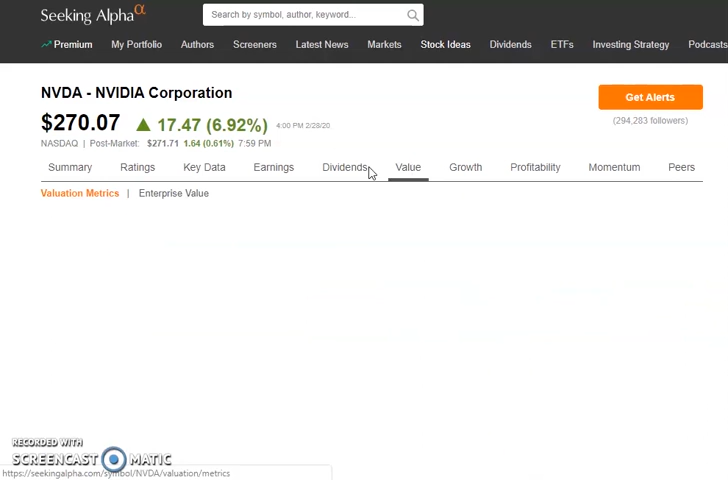 Seeking Alpha α
Search by symbol, author, keyword...
Premium My Portfolio Authors Screeners Latest News Markets Stock Ideas Dividends ETFs Investing Strategy Podcasts
NVDA - NVIDIA Corporation
Get Alerts
$270.07 17.47 (6.92%) 4:00 PM 2/28/20
(294,283 followers)
NASDAQ | Post-Market: $271.71 1.64 (0.61%) 7:59 PM
Summary Ratings Key Data Earnings Dividends Value Growth Profitability Momentum Peers
Valuation Metrics | Enterprise Value
RECORDED WITH
SCREENCAST MATIC
https://seekingalpha.com/symbol/NVDA/valuation/metrics